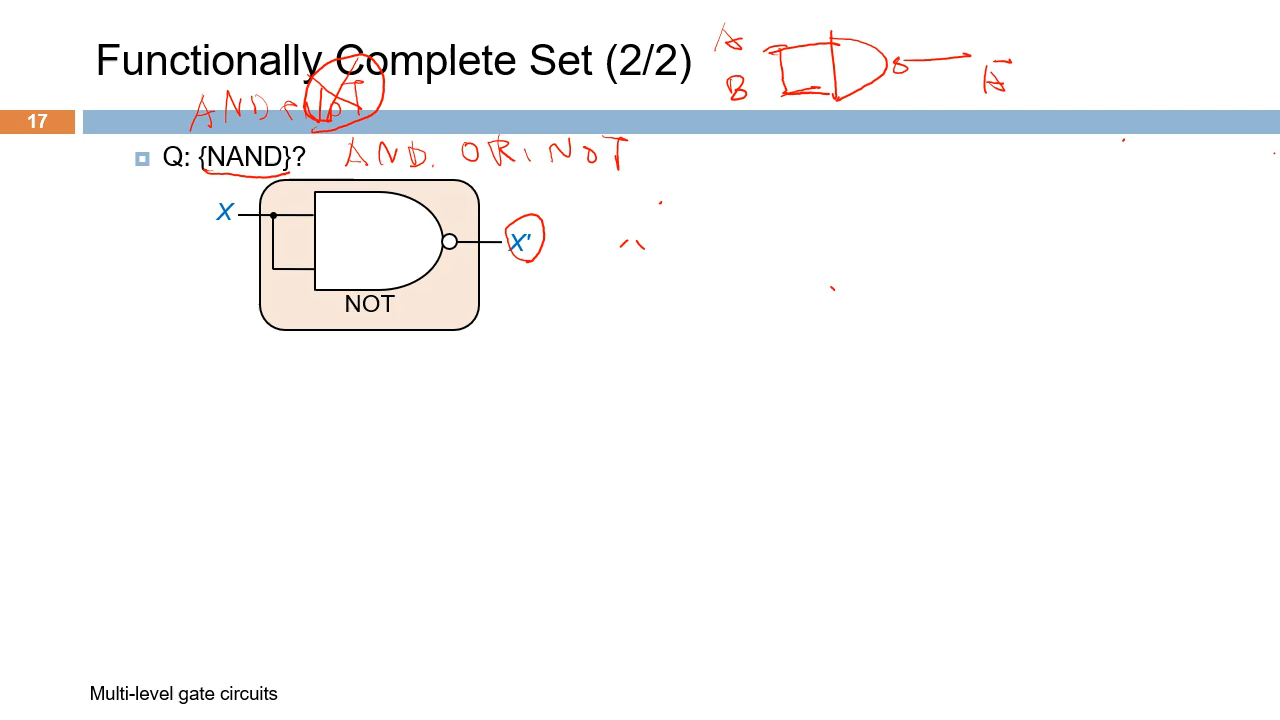 Functionally Complete Set (2/2)
A
B
Ā
AND + NOT
17
Q: {NAND}?
AND. OR, NOT
X
X'
NOT
Multi-level gate circuits